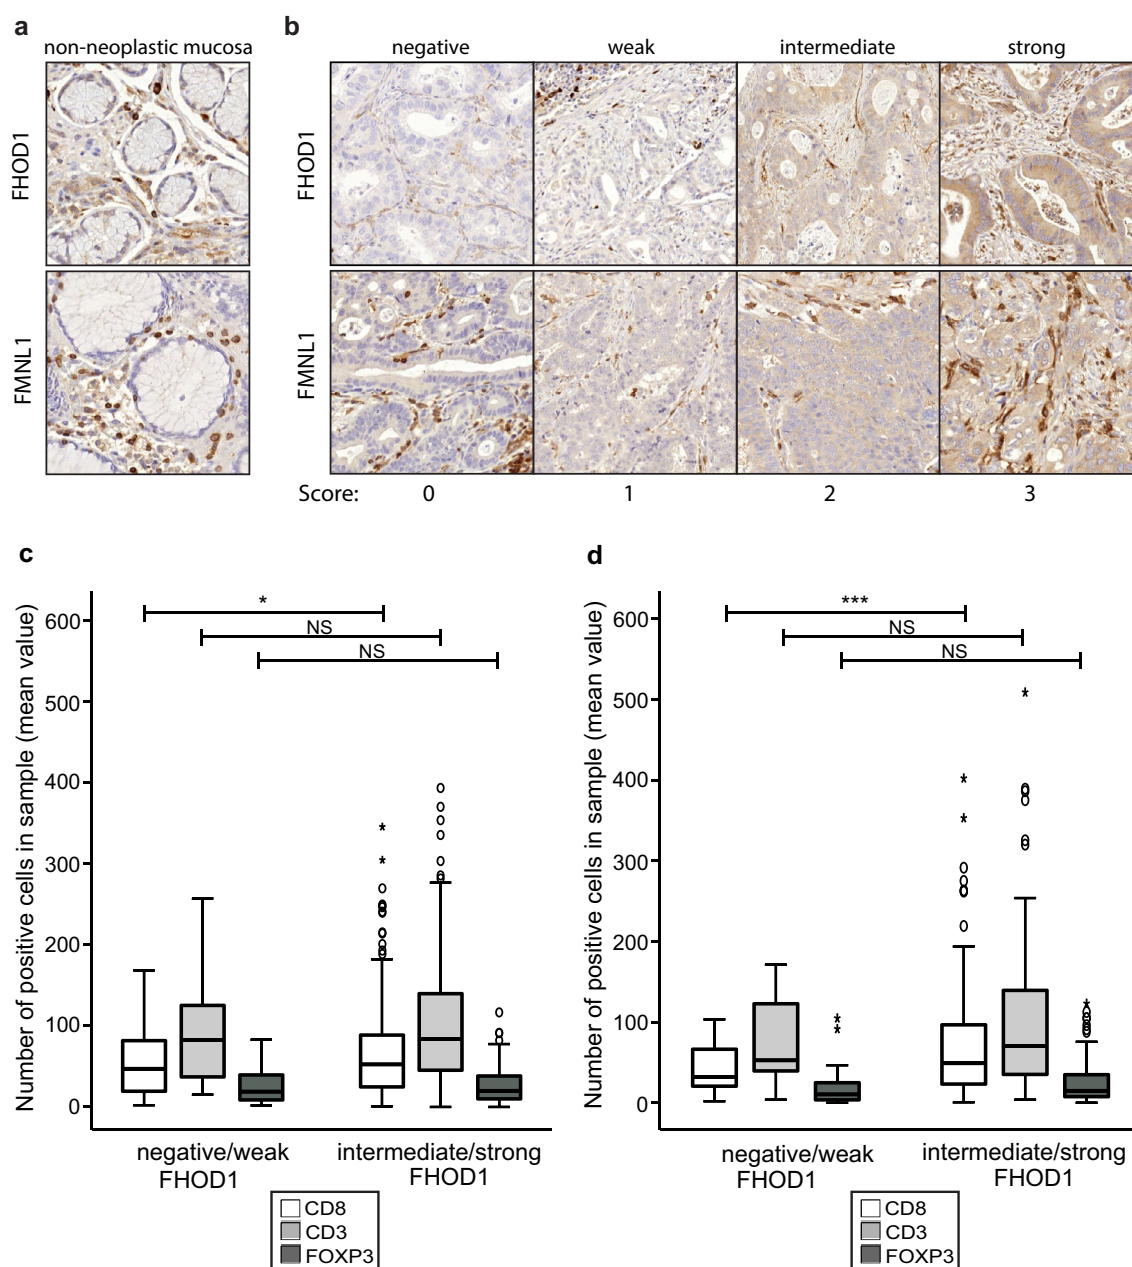 a
non-neoplastic mucosa
FHOD1
FMNL1
b
negative weak intermediate strong
FHOD1
FMNL1
Score: 0 1 2 3
c
Number of positive cells in sample (mean value)
600
500
400
300
200
100
0
*
NS
NS
negative/weak
FHOD1
intermediate/strong
FHOD1
CD8
CD3
FOXP3
d
Number of positive cells in sample (mean value)
600
500
400
300
200
100
0
***
NS
NS
negative/weak
FHOD1
intermediate/strong
FHOD1
CD8
CD3
FOXP3